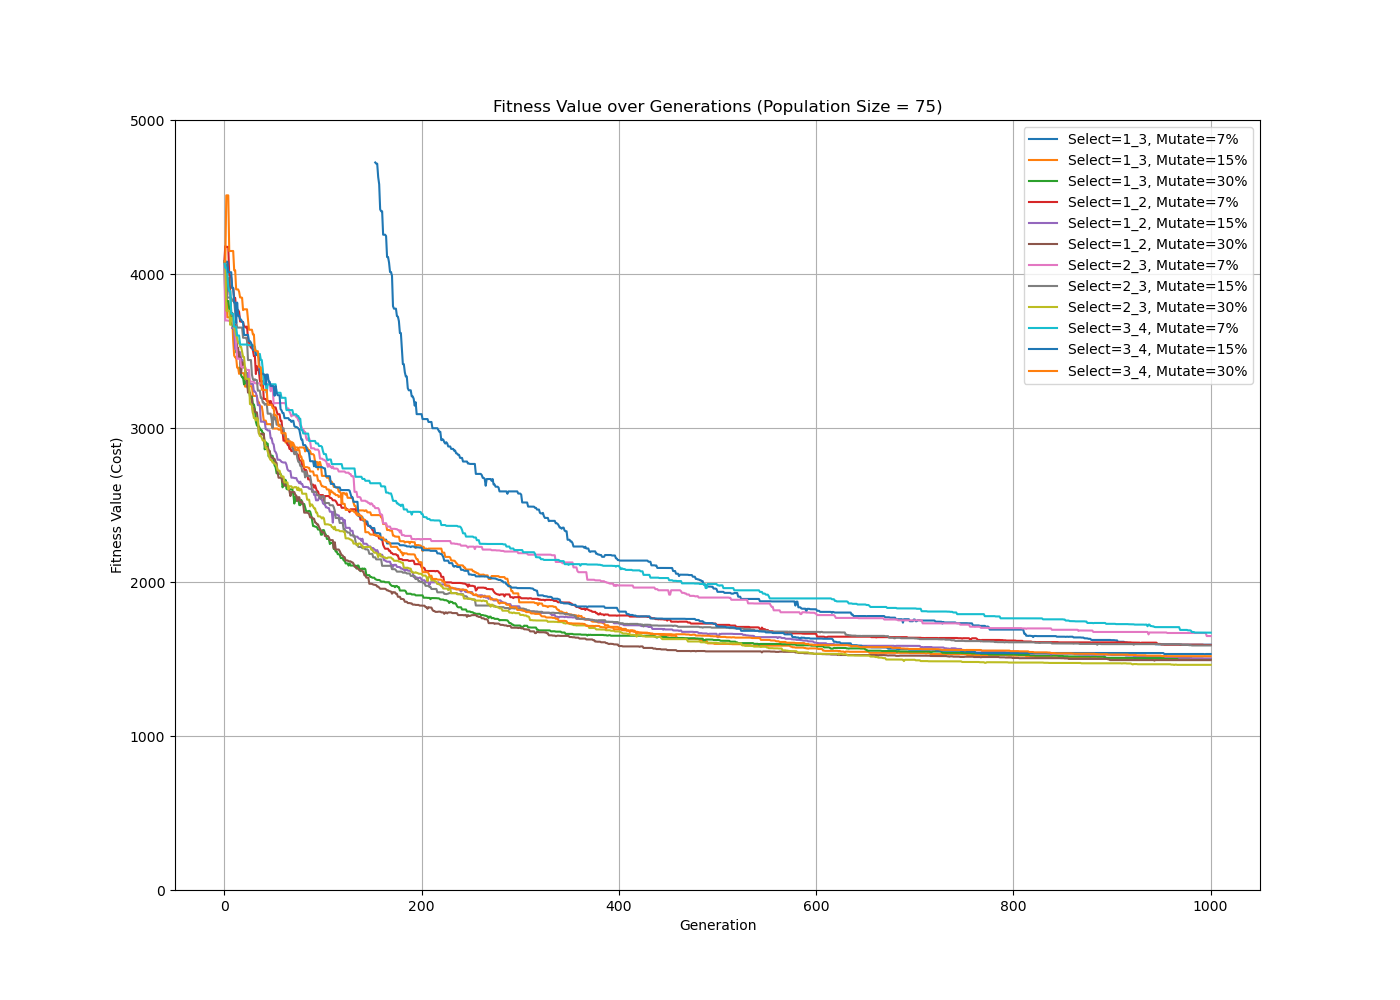 Fitness Value over Generations (Population Size = 75)
5000
4000
3000
2000
1000
0
Fitness Value (Cost)
Select=1_3, Mutate=7%
Select=1_3, Mutate=15%
Select=1_3, Mutate=30%
Select=1_2, Mutate=7%
Select=1_2, Mutate=15%
Select=1_2, Mutate=30%
Select=2_3, Mutate=7%
Select=2_3, Mutate=15%
Select=2_3, Mutate=30%
Select=3_4, Mutate=7%
Select=3_4, Mutate=15%
Select=3_4, Mutate=30%
0 200 400 600 800 1000
Generation